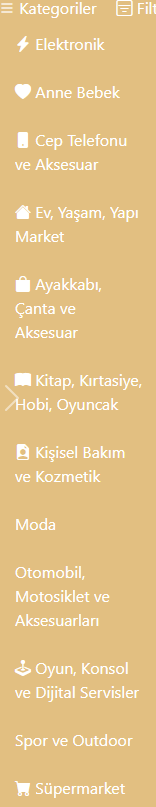 Kategoriler Filt
Elektronik
Anne Bebek
Cep Telefonu
ve Aksesuar
Ev, Yaşam, Yapı
Market
Ayakkabı,
Çanta ve
Aksesuar
Kitap, Kırtasiye,
Hobi, Oyuncak
Kişisel Bakım
ve Kozmetik
Moda
Otomobil,
Motosiklet ve
Aksesuarları
Oyun, Konsol
ve Dijital Servisler
Spor ve Outdoor
Süpermarket